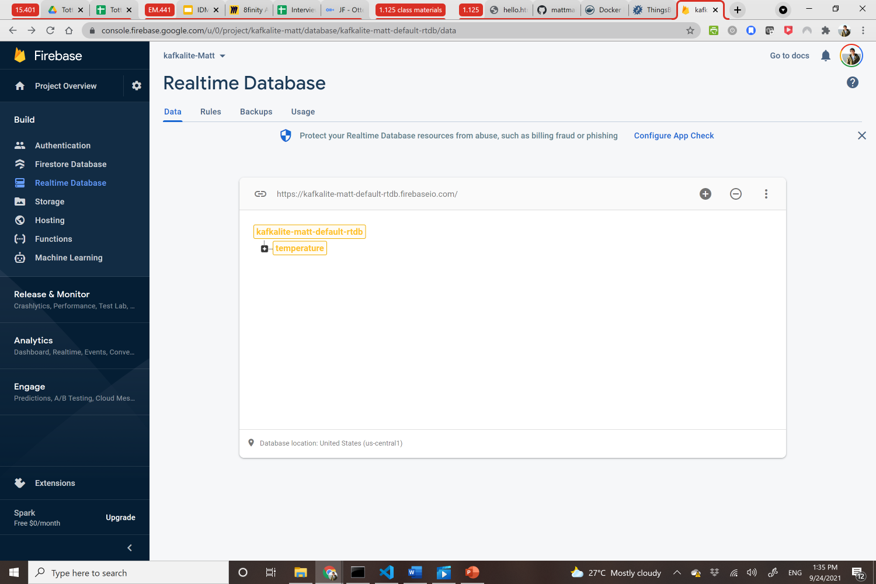 15.401
Tott
Tott
EM.441
IDM
8finity A
Intervie
JF - Ott
1.125 class materials
1.125
hello.ht
mattma
Docker
ThingsB
kafk
console.firebase.google.com/u/0/project/kafkalite-matt/database/kafkalite-matt-default-rtdb/data
Firebase
Project Overview
Build
Authentication
Firestore Database
Realtime Database
Storage
Hosting
Functions
Machine Learning
Release & Monitor
Crashlytics, Performance, Test Lab, ...
Analytics
Dashboard, Realtime, Events, Conve...
Engage
Predictions, A/B Testing, Cloud Mes...
Extensions
Spark
Free $0/month
Upgrade
kafkalite-Matt
Go to docs
Realtime Database
Data Rules Backups Usage
Protect your Realtime Database resources from abuse, such as billing fraud or phishing Configure App Check
https://kafkalite-matt-default-rtdb.firebaseio.com/
kafkalite-matt-default-rtdb
temperature
Database location: United States (us-central1)
Type here to search
27°C Mostly cloudy
ENG
1:35 PM
9/24/2021
12